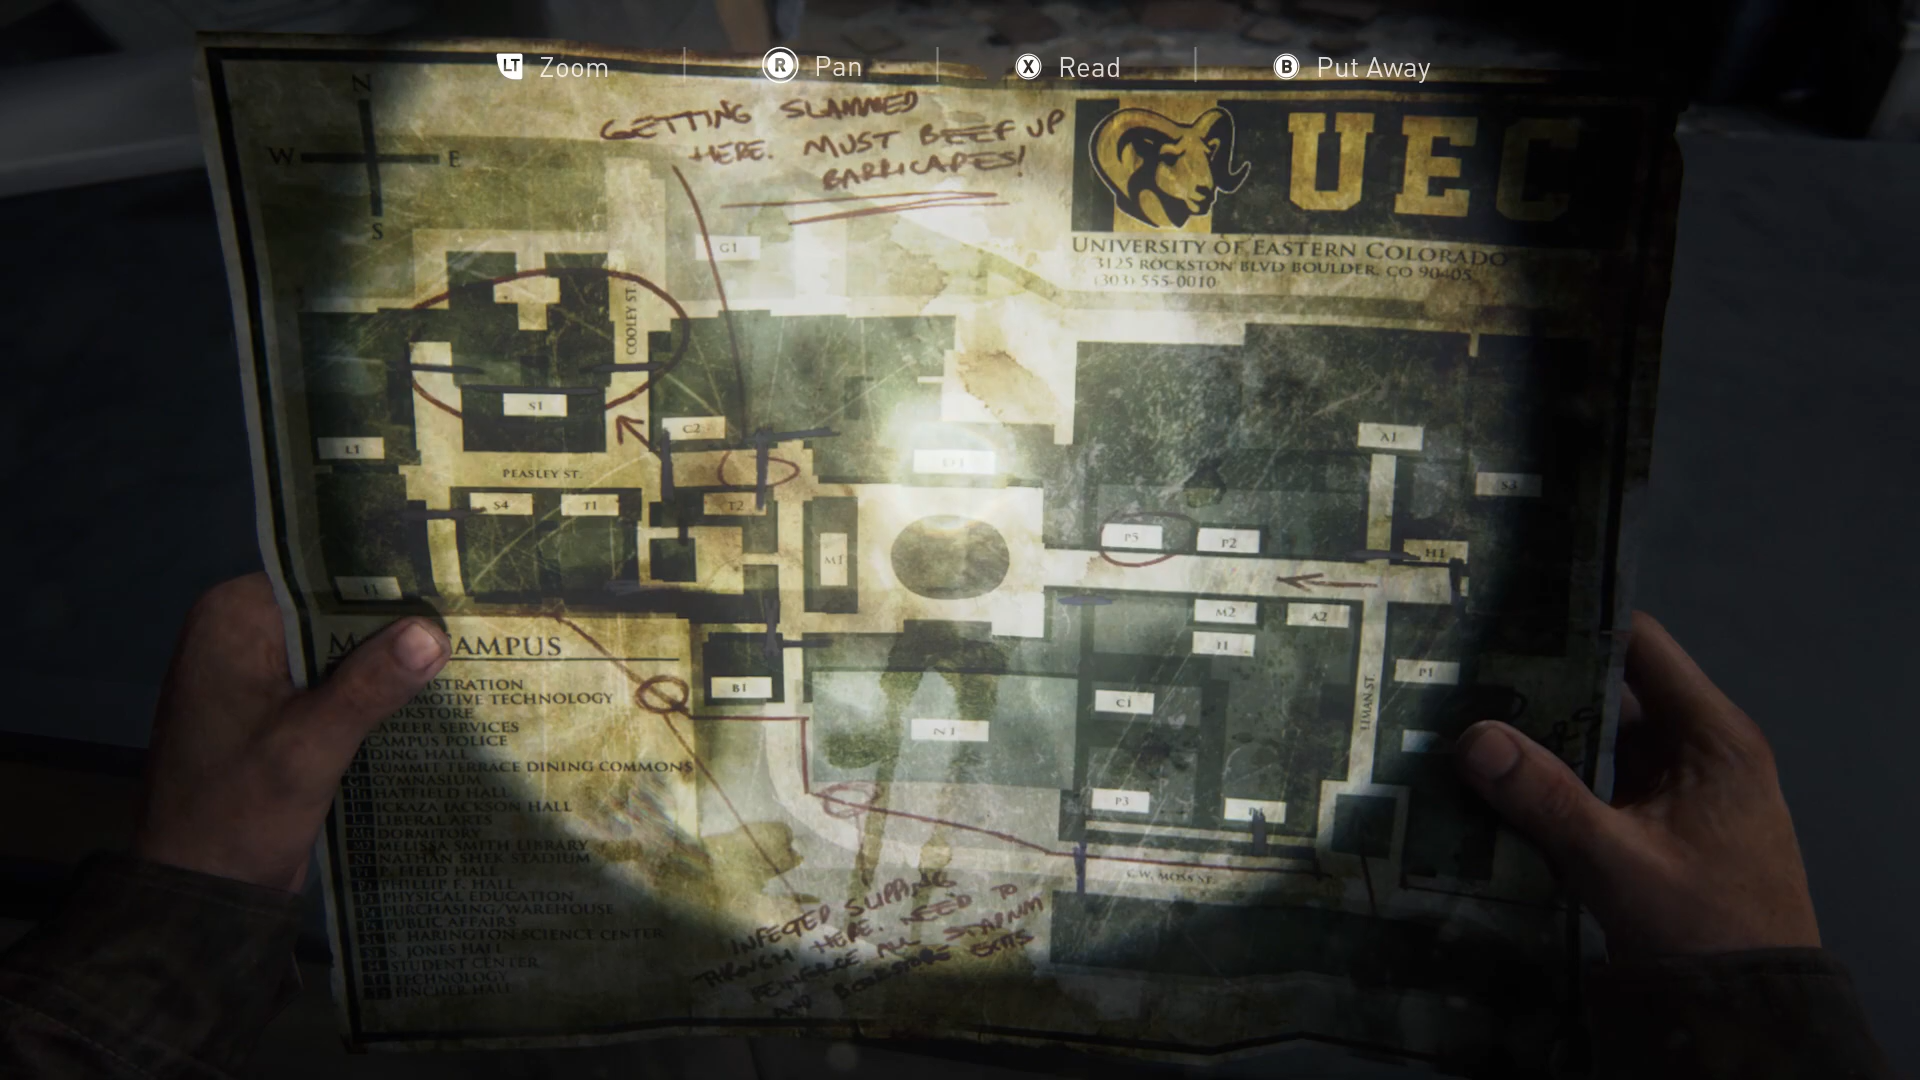 LT Zoom
R Pan
X Read
B Put Away
N
W E
S
GETTING SLAMMED
HERE. MUST BEEF UP
BARRICADES!
UEC
UNIVERSITY OF EASTERN COLORADO
3125 ROCKSTON BLVD BOULDER, CO 90405
(303) 555-0010
G1
COOLEY ST.
S1
C2
L1
A1
PEASLEY ST.
S3
S4
T1
T2
P5
P2
M1
H1
M2
A2
I1
P1
B1
LIMAN ST.
C1
N1
P3
C.W. MOSS ST.
CAMPUS
BOOKSTORE
CAREER SERVICES
CAMPUS POLICE
SUMMIT TERRACE DINING COMMONS
GYMNASIUM
HATFIELD HALL
ICKAZA JACKSON HALL
LIBERAL ARTS
DORMITORY
MELISSA SMITH LIBRARY
NATHAN SHEK STADIUM
P. FIELD HALL
PHILLIP F. HALL
PHYSICAL EDUCATION
PURCHASING/WAREHOUSE
PUBLIC AFFAIRS
R. HARINGTON SCIENCE CENTER
S. JONES HALL
STUDENT CENTER
TECHNOLOGY
FINCHER HALL
INFECTED SLIPPING
THROUGH HERE. NEED TO
REINFORCE ALL STADIUM
AND BOOKSTORE EXITS